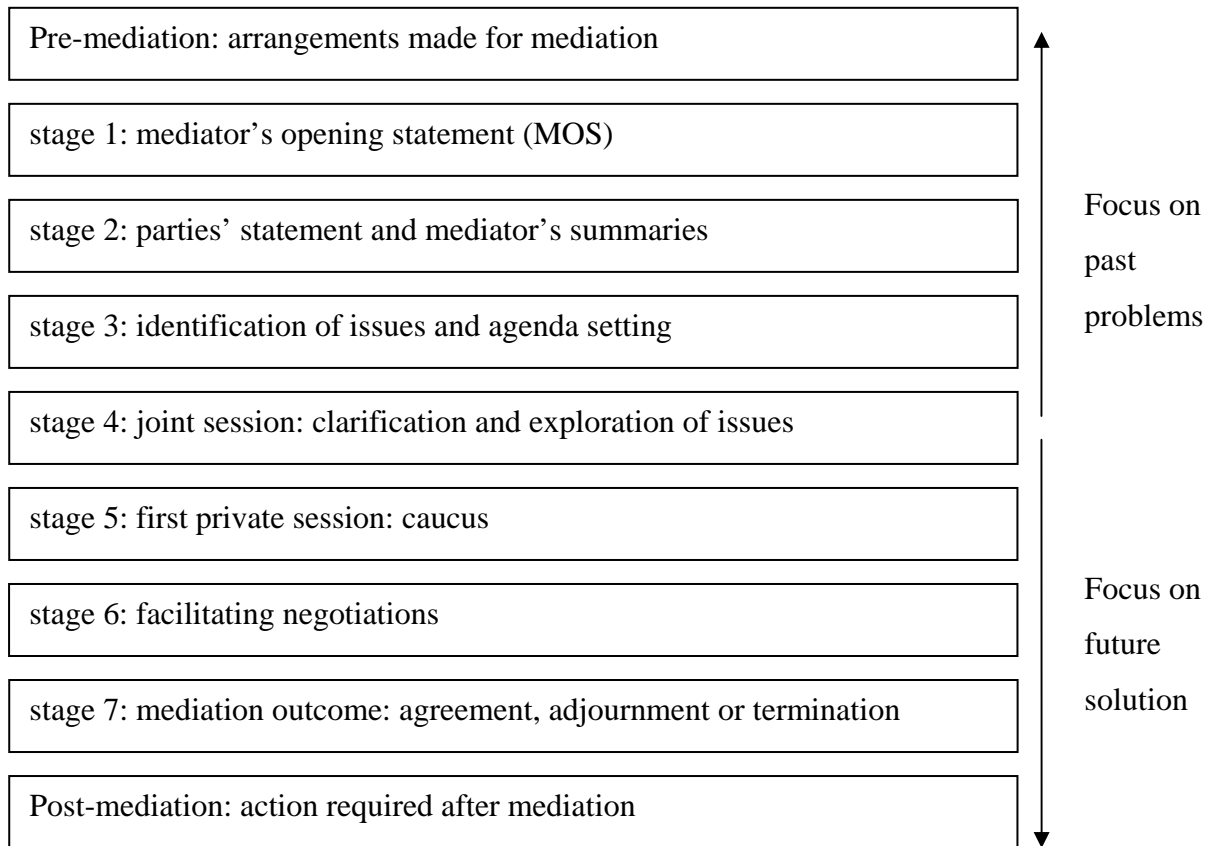 Pre-mediation: arrangements made for mediation
stage 1: mediator’s opening statement (MOS)
stage 2: parties’ statement and mediator’s summaries
stage 3: identification of issues and agenda setting
stage 4: joint session: clarification and exploration of issues
stage 5: first private session: caucus
stage 6: facilitating negotiations
stage 7: mediation outcome: agreement, adjournment or termination
Post-mediation: action required after mediation
Focus on
past
problems
Focus on
future
solution